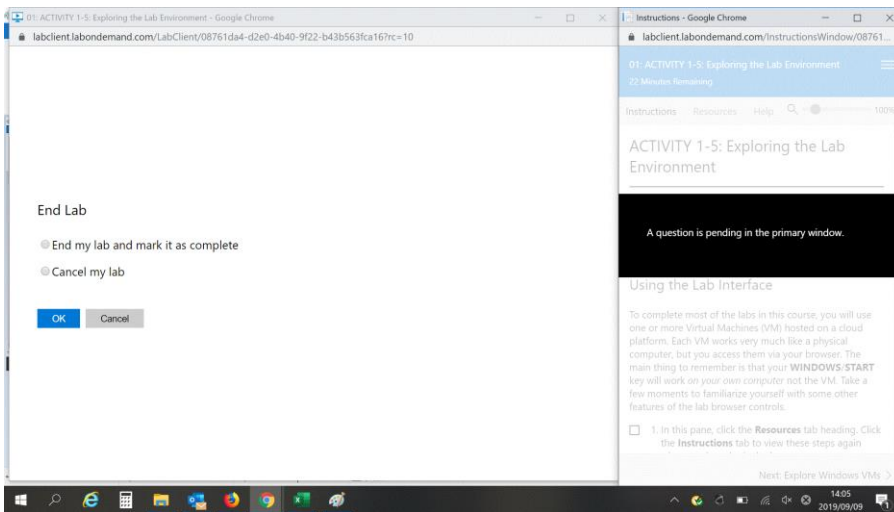 01: ACTIVITY 1-5: Exploring the Lab Environment - Google Chrome
labclient.labondemand.com/LabClient/08761da4-d2e0-4b40-9f22-b43b563fca16?rc=10
End Lab
End my lab and mark it as complete
Cancel my lab
OK Cancel
Instructions - Google Chrome
labclient.labondemand.com/InstructionsWindow/08761...
01: ACTIVITY 1-5: Exploring the Lab Environment
22 Minutes Remaining
Instructions Resources Help 100%
ACTIVITY 1-5: Exploring the Lab
Environment
A question is pending in the primary window.
Using the Lab Interface
To complete most of the labs in this course, you will use
one or more Virtual Machines (VM) hosted on a cloud
platform. Each VM works very much like a physical
computer, but you access them via your browser. The
main thing to remember is that your WINDOWS/START
key will work on your own computer not the VM. Take a
few moments to familiarize yourself with some other
features of the lab browser controls.
1. In this pane, click the Resources tab heading. Click
the Instructions tab to view these steps again
Next: Explore Windows VMs
14:05
2019/09/09